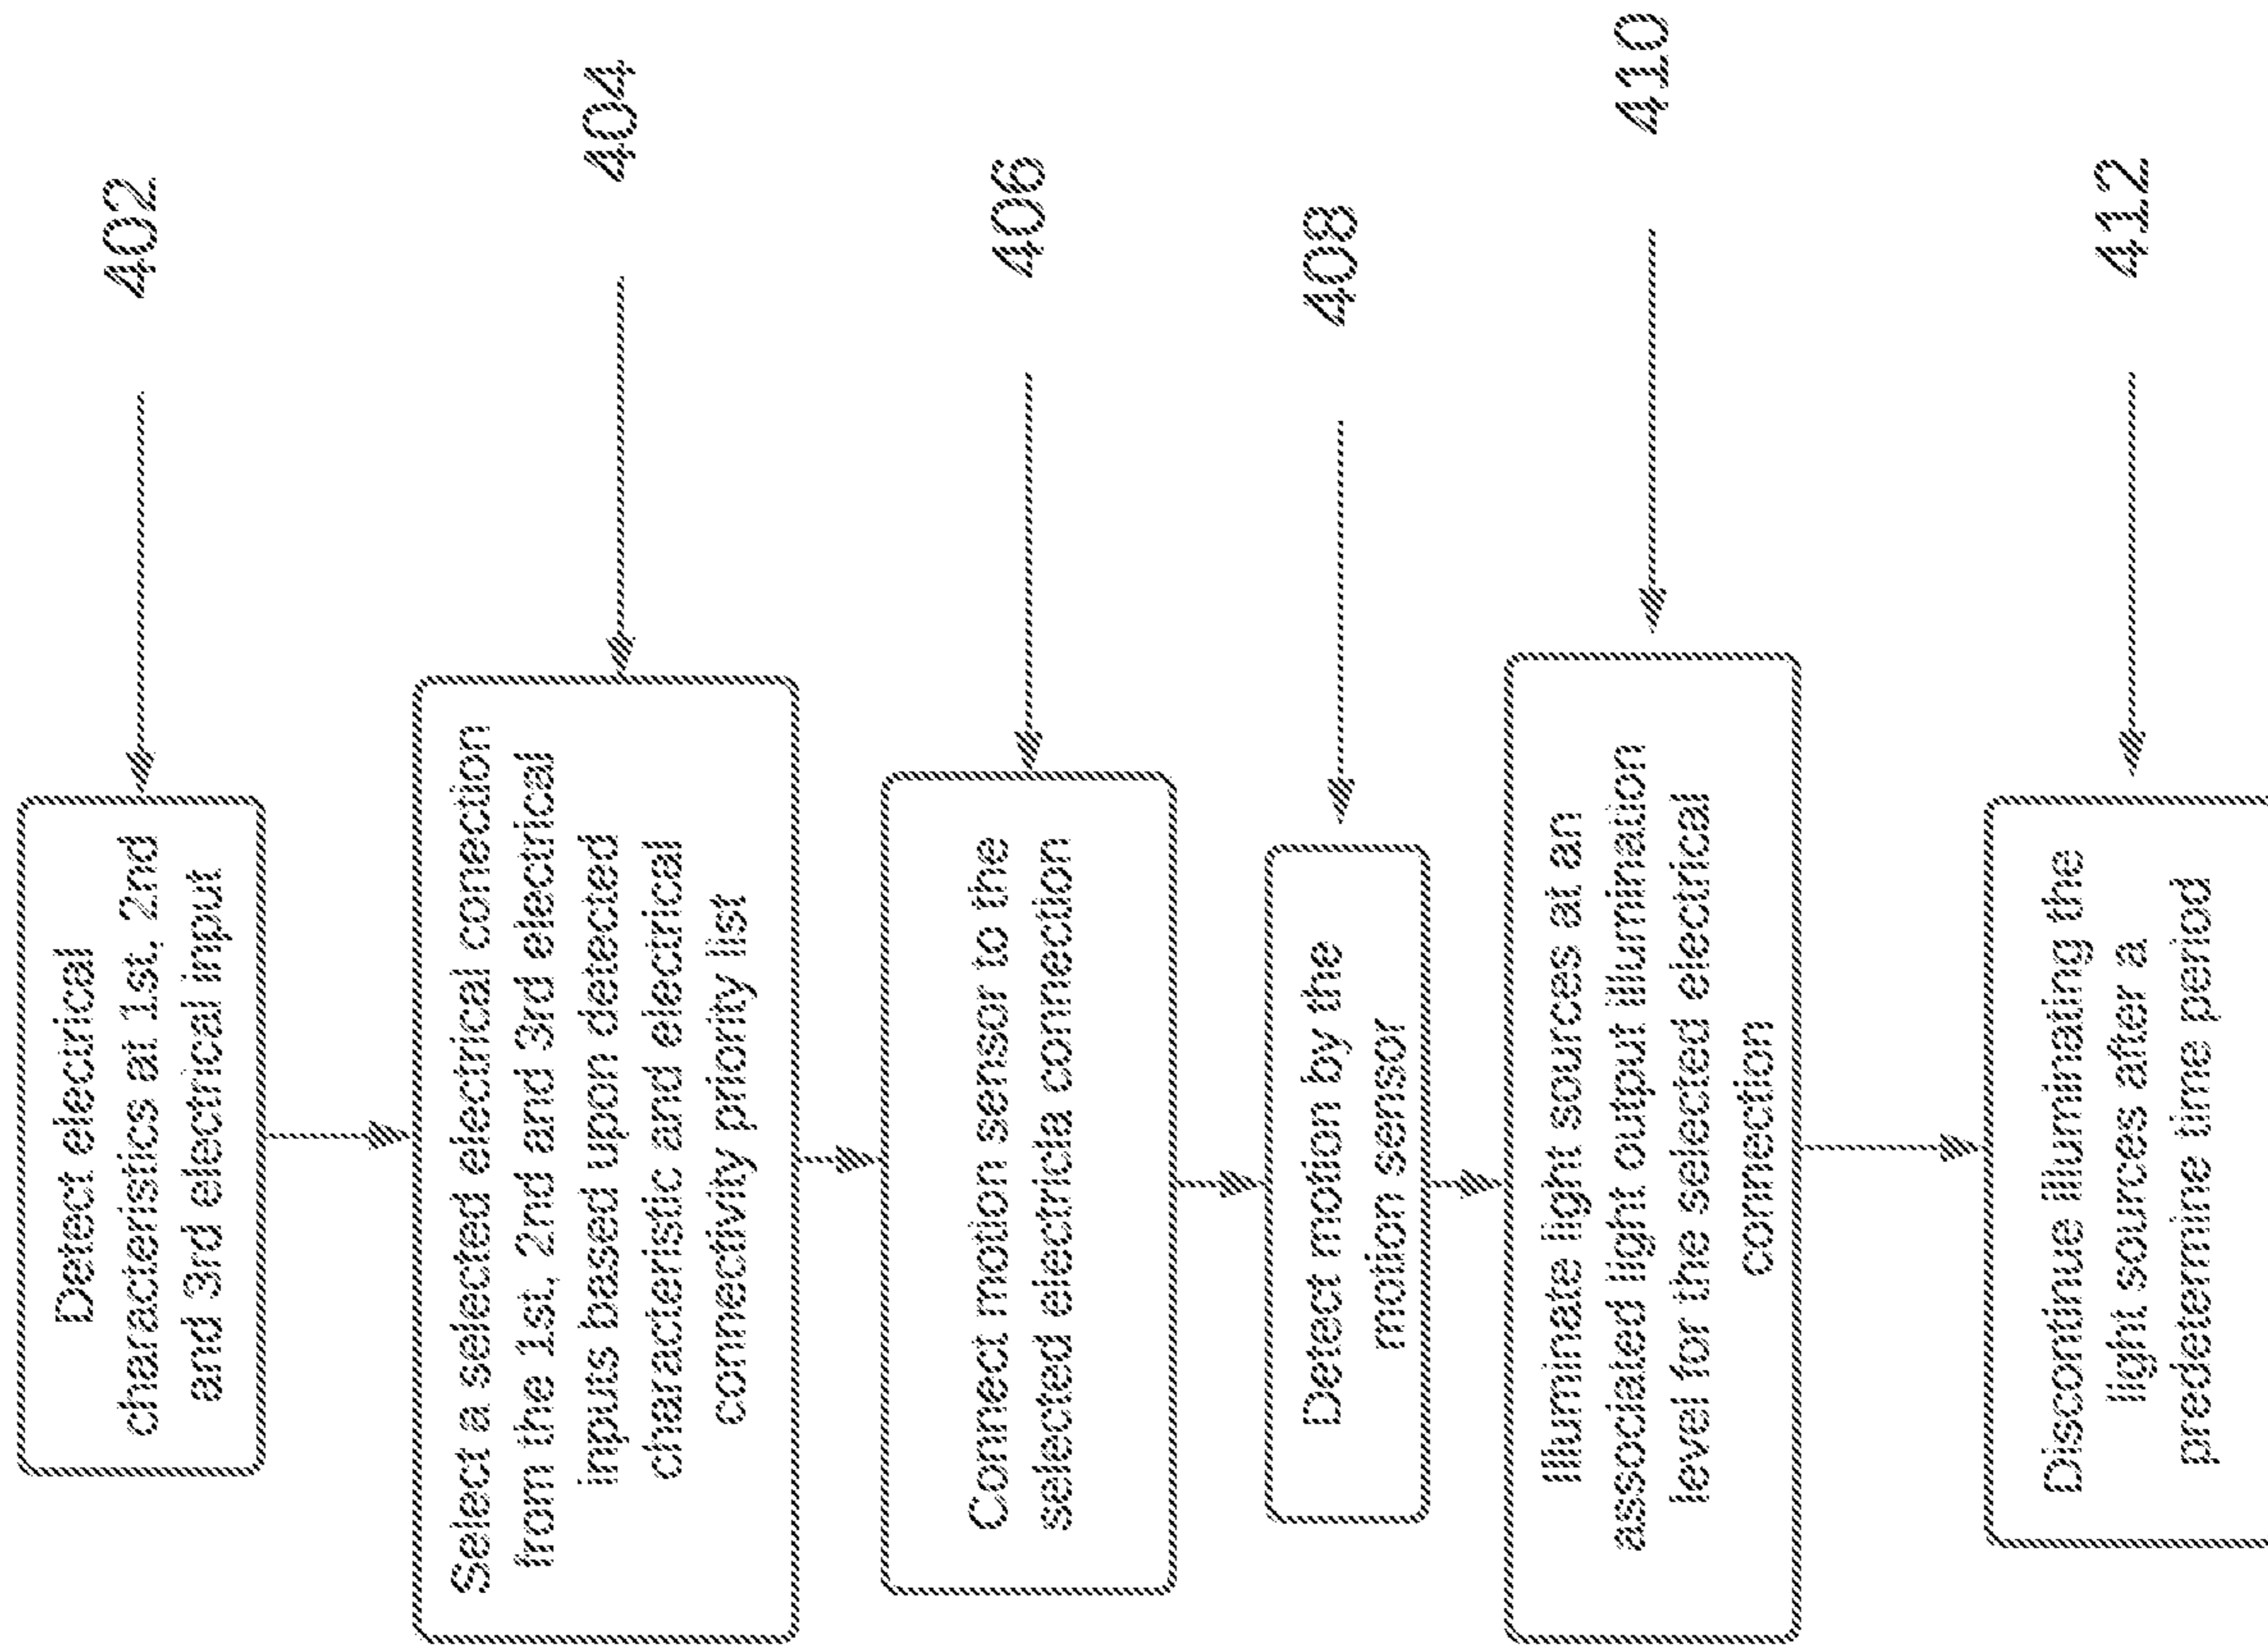 Detect electrical
characteristics at 1st, 2nd
and 3rd electrical input
402
Select a selected electrical conection
from the 1st, 2nd and 3rd electrical
inputs based upon detected
characteristic and electrical
connectivity priority list
404
Connect motion sensor to the
selected electricla connection
406
Detect motion by the
motion sensor
408
Illuminate light sources at an
associated light output illumination
level for the selected electrical
connection
410
Discontinue illuminating the
light sources after a
predetermine time period
412